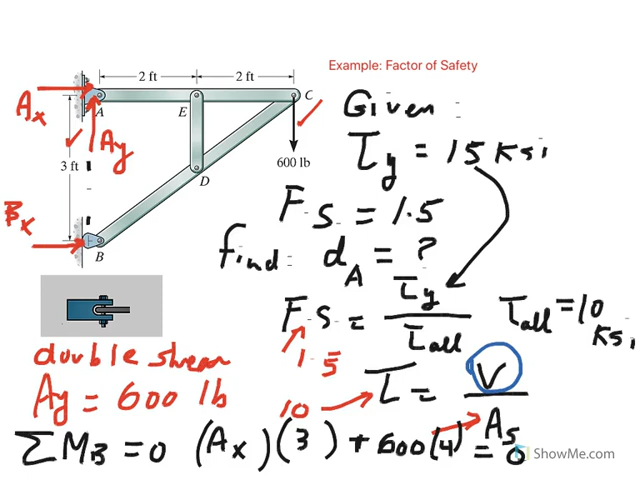 Example: Factor of Safety
2 ft 2 ft
A E C
Ax
Ay
3 ft
600 lb
D
Bx
B
Given
τy = 15 ksi
F.S. = 1.5
find: dA = ?
F.S = τy / τall τall = 10 ksi
1.5
double shear
10 τ = V / As
Ay = 600 lb
ΣMB = 0 (Ax)(3) + 600(4) = 0
ShowMe.com